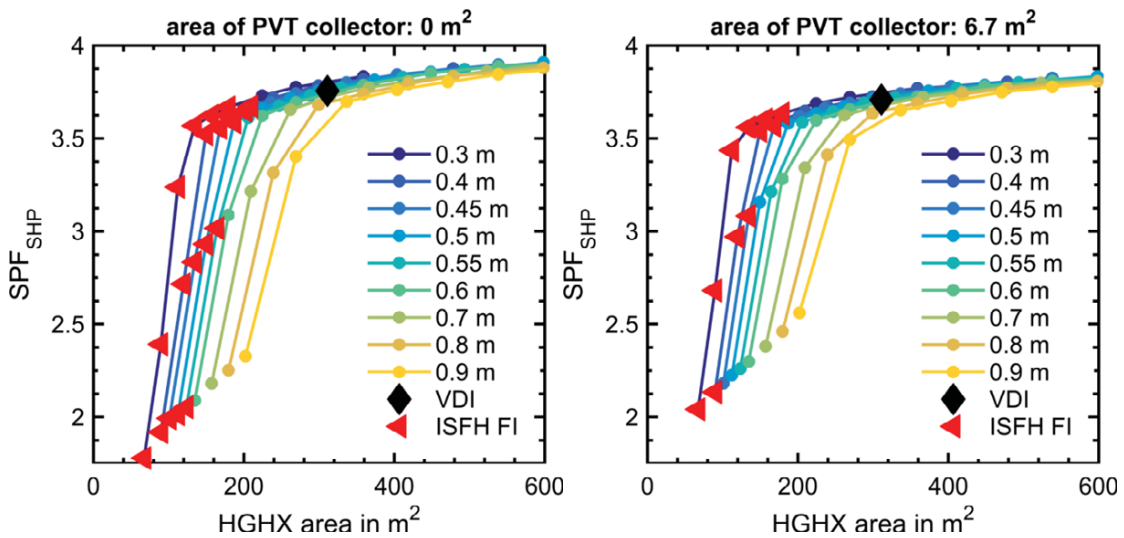 area of PVT collector: 0 m²
4
3.5
3
2.5
2
SPF_SHP
0.3 m
0.4 m
0.45 m
0.5 m
0.55 m
0.6 m
0.7 m
0.8 m
0.9 m
VDI
ISFH FI
0
200
400
600
HGHX area in m²
area of PVT collector: 6.7 m²
4
3.5
3
2.5
2
SPF_SHP
0.3 m
0.4 m
0.45 m
0.5 m
0.55 m
0.6 m
0.7 m
0.8 m
0.9 m
VDI
ISFH FI
0
200
400
600
HGHX area in m²